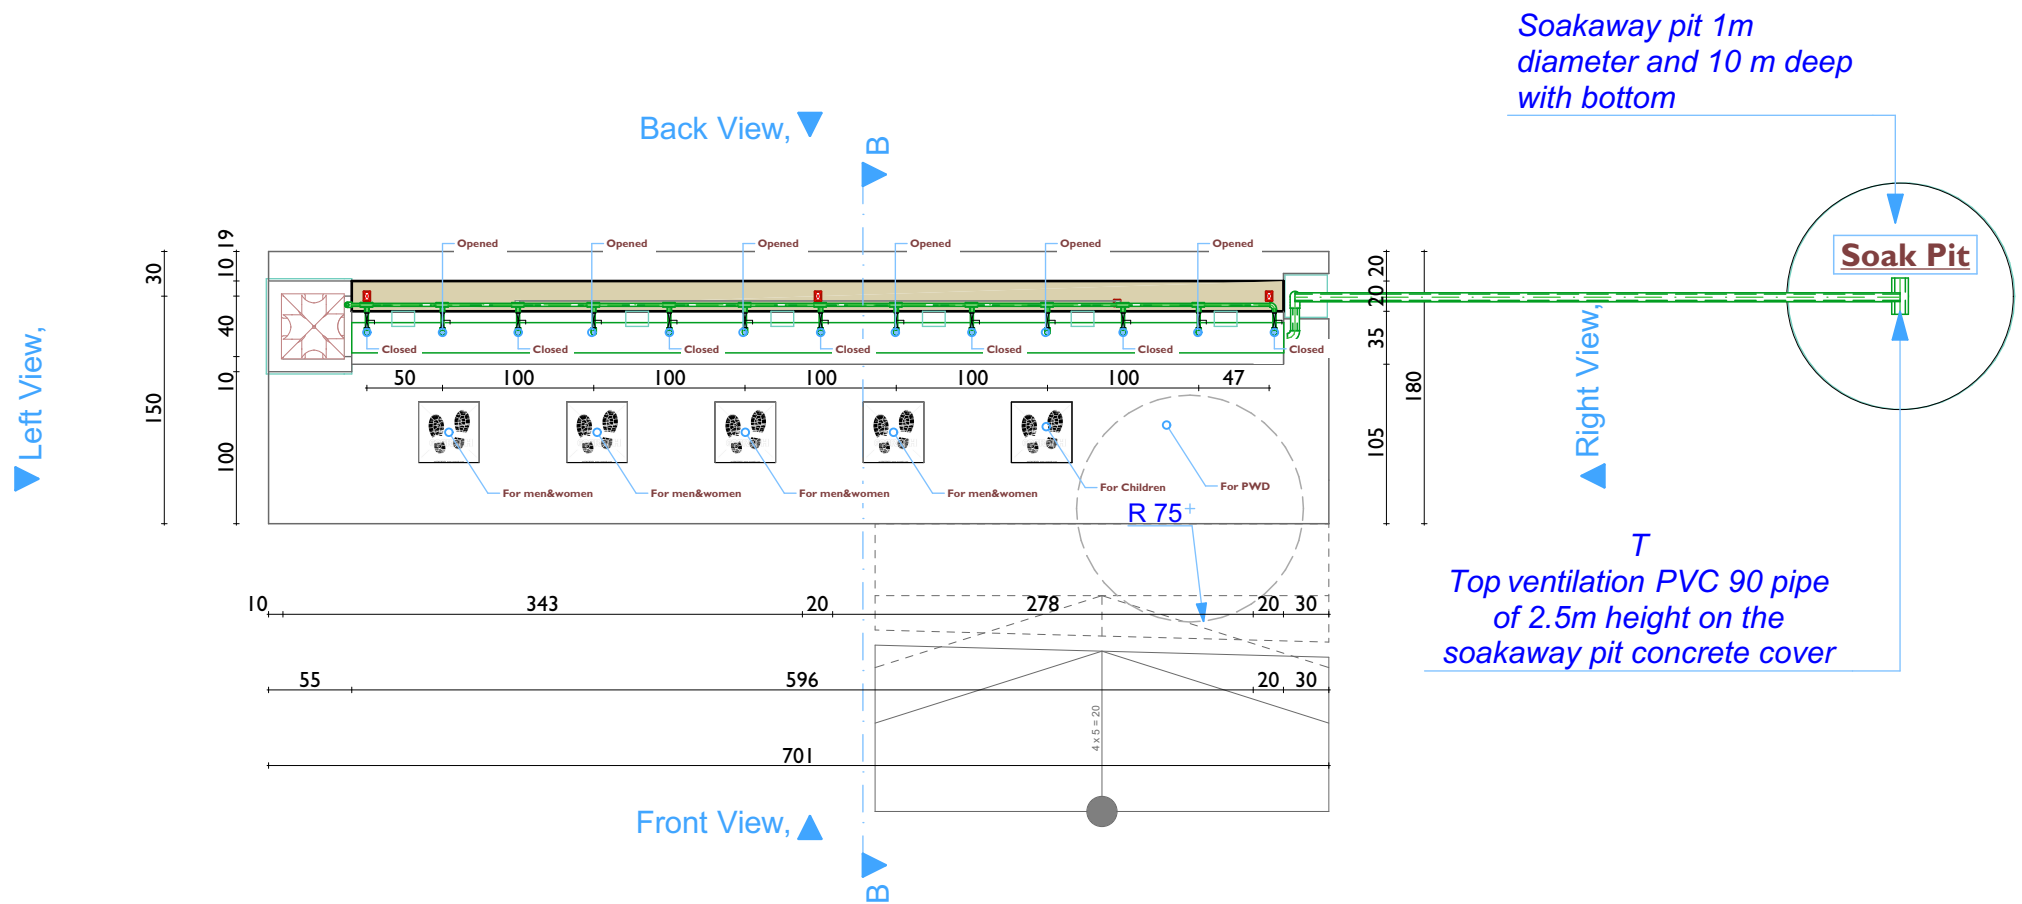 Soakaway pit 1m
diameter and 10 m deep
with bottom
Back View,
B
Soak Pit
Opened
Opened
Opened
Opened
Opened
Opened
19
10
30
40
10
150
100
20
20
35
180
105
Closed
Closed
Closed
Closed
Closed
Closed
Closed
50
100
100
100
100
100
47
Left View,
Right View,
For men&women
For men&women
For men&women
For men&women
For Children
For PWD
R 75
T
Top ventilation PVC 90 pipe
of 2.5m height on the
soakaway pit concrete cover
10
343
20
278
20
30
55
596
20
30
4 x 5 = 20
701
Front View,
B